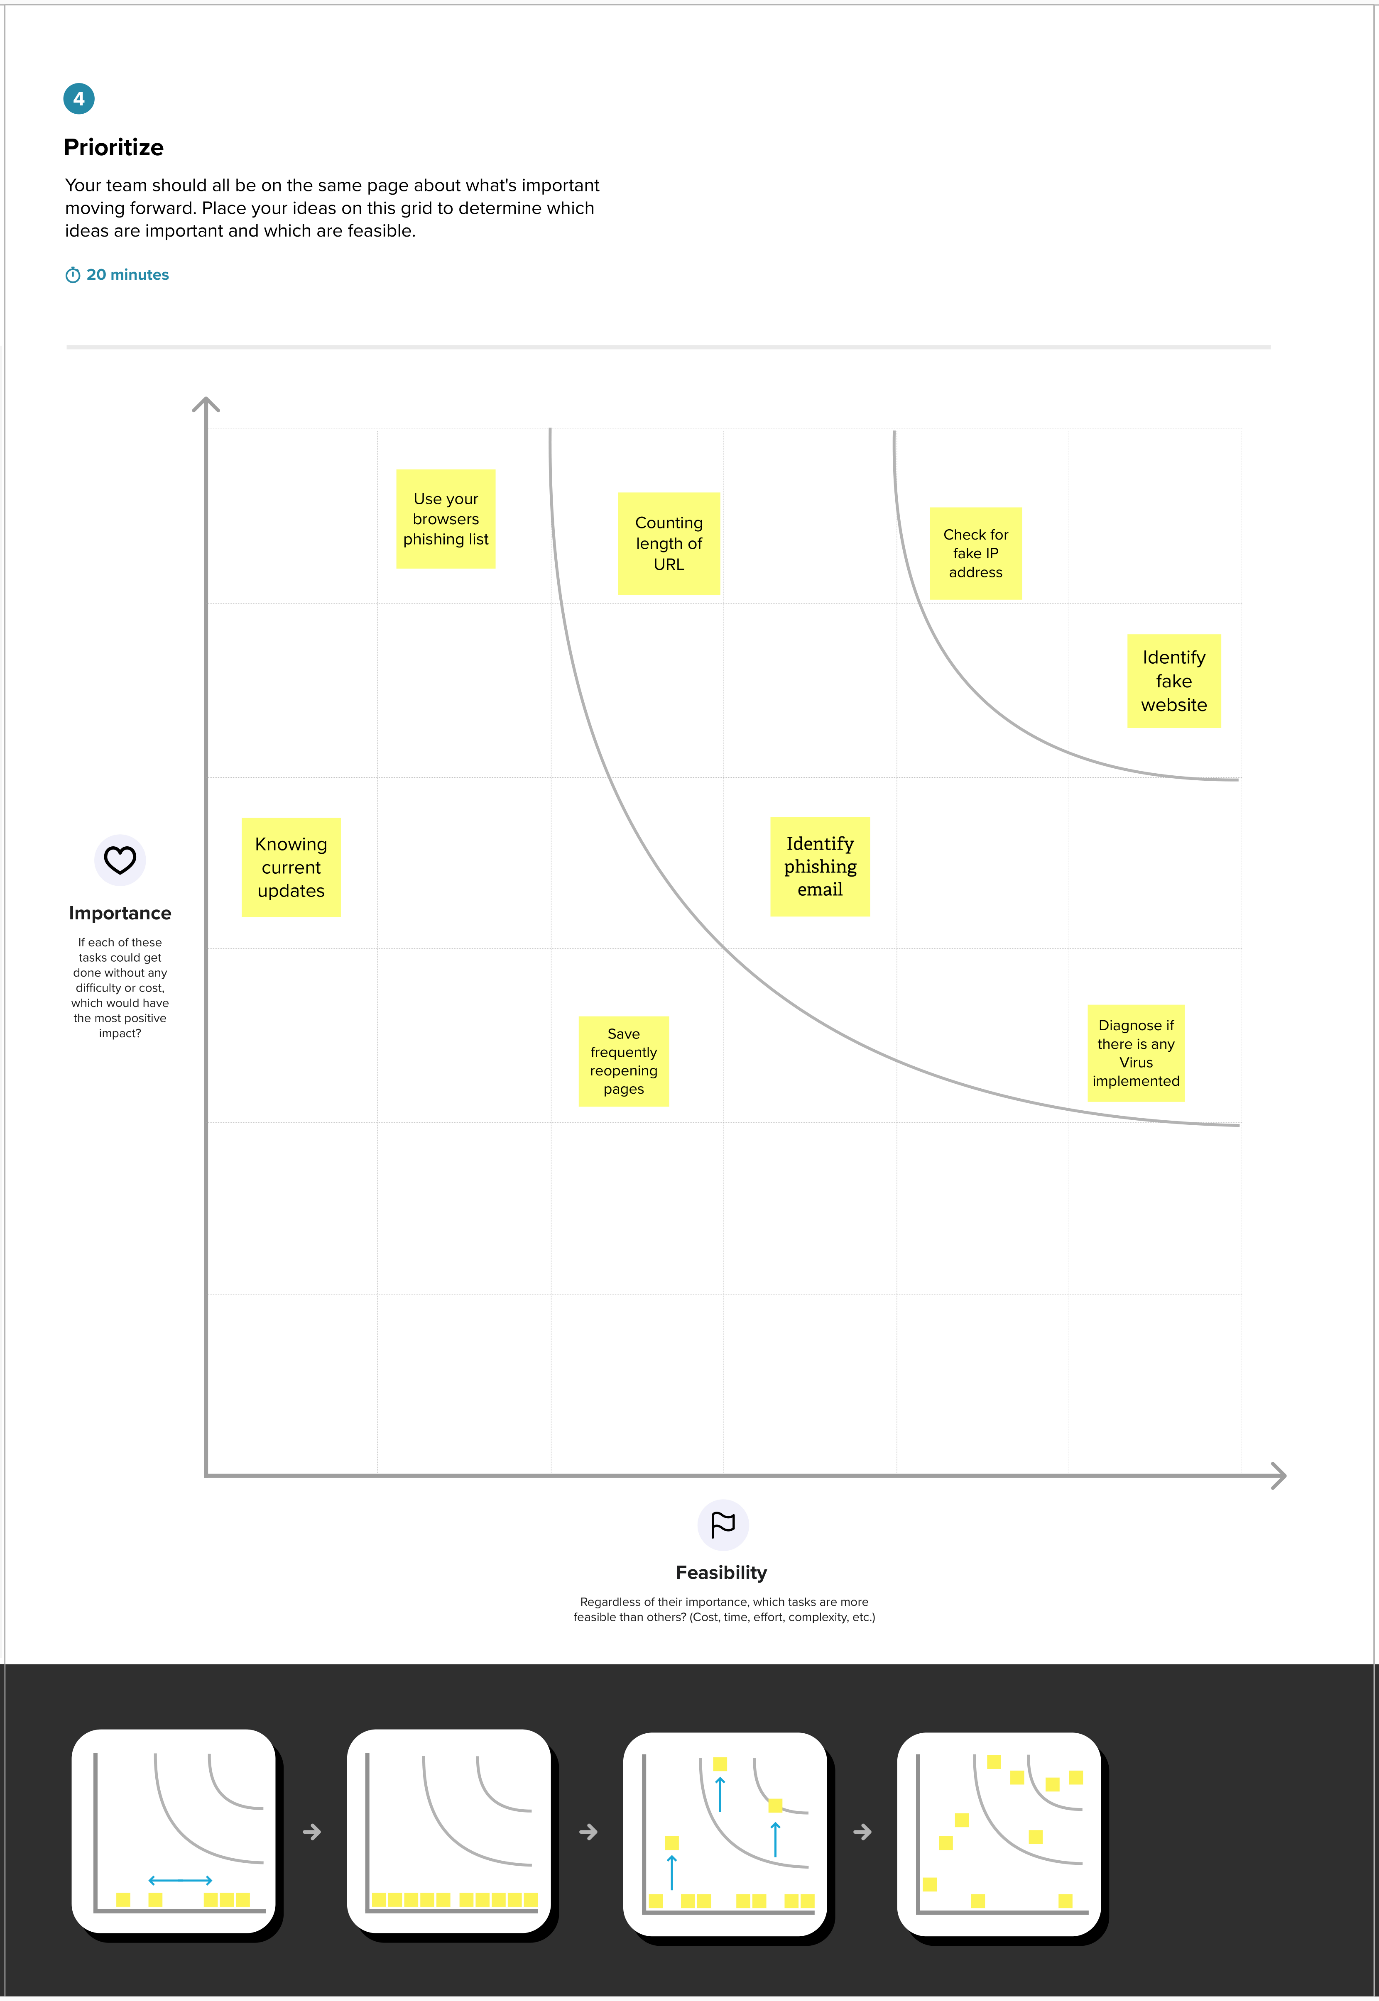 4
Prioritize
Your team should all be on the same page about what's important
moving forward. Place your ideas on this grid to determine which
ideas are important and which are feasible.
20 minutes
Use your
browsers
phishing list
Counting
length of
URL
Check for
fake IP
address
Identify
fake
website
Knowing
current
updates
Identify
phishing
email
Importance
If each of these
tasks could get
done without any
difficulty or cost,
which would have
the most positive
impact?
Save
frequently
reopening
pages
Diagnose if
there is any
Virus
implemented
Feasibility
Regardless of their importance, which tasks are more
feasible than others? (Cost, time, effort, complexity, etc.)